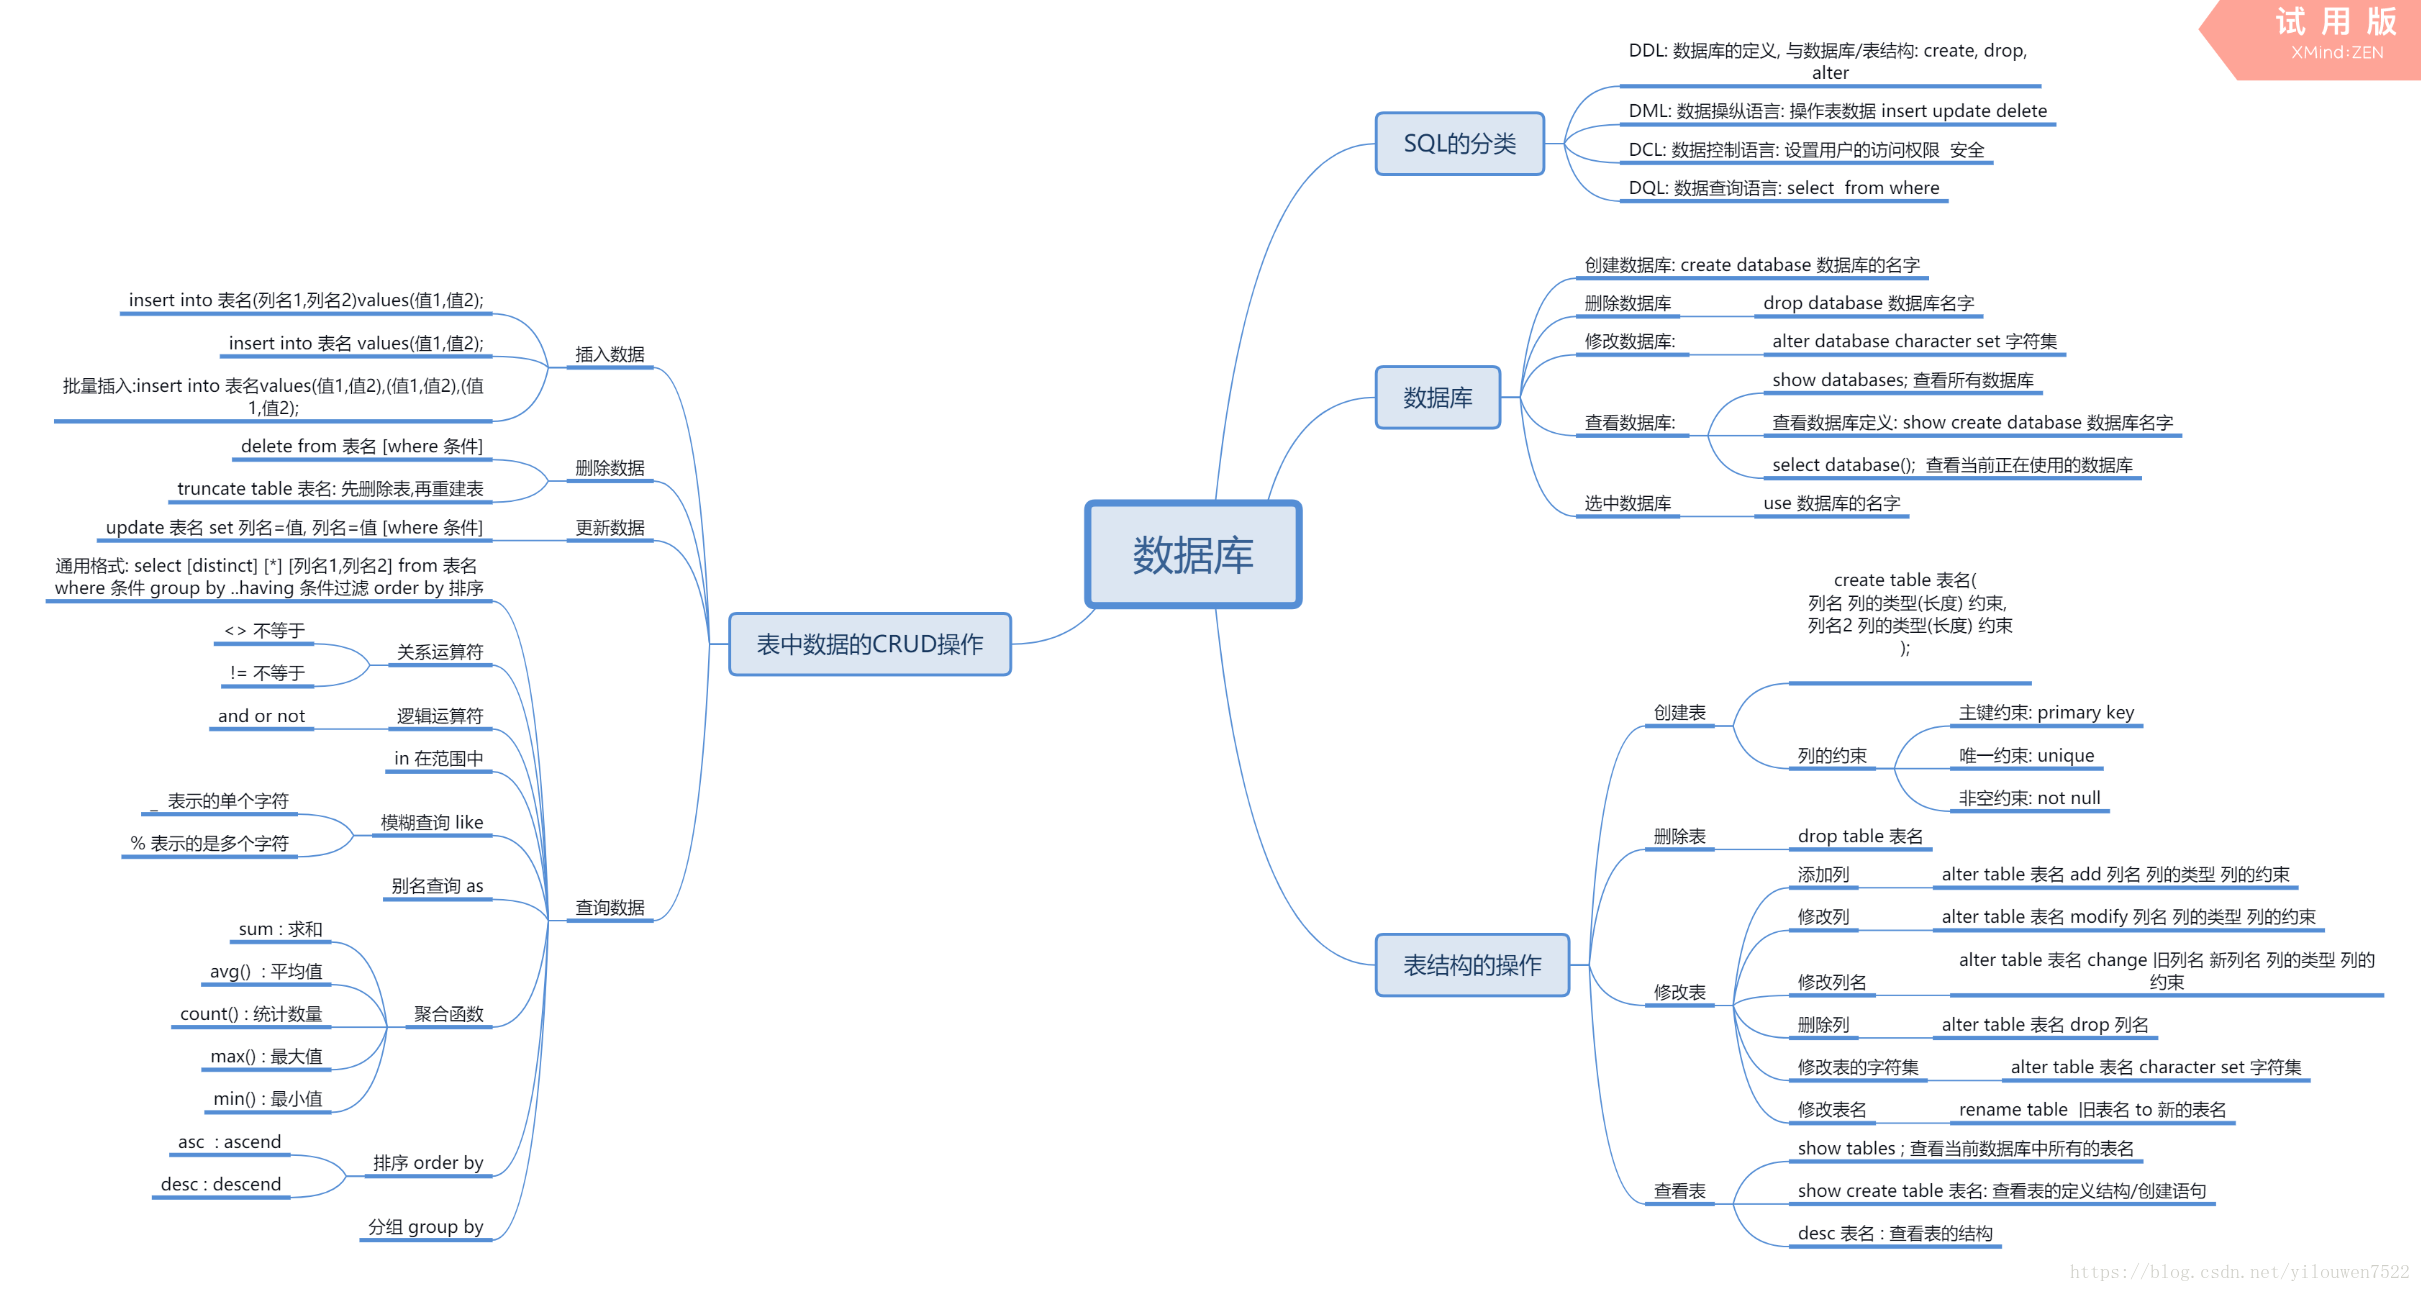 试用版
XMind:ZEN
数据库
SQL的分类
DDL: 数据库的定义, 与数据库/表结构: create, drop,
alter
DML: 数据操纵语言: 操作表数据 insert update delete
DCL: 数据控制语言: 设置用户的访问权限  安全
DQL: 数据查询语言: select  from where
数据库
创建数据库: create database 数据库的名字
删除数据库
drop database 数据库名字
修改数据库:
alter database character set 字符集
查看数据库:
show databases; 查看所有数据库
查看数据库定义: show create database 数据库名字
select database();  查看当前正在使用的数据库
选中数据库
use 数据库的名字
表结构的操作
创建表
create table 表名(
列名 列的类型(长度) 约束,
列名2 列的类型(长度) 约束
);
列的约束
主键约束: primary key
唯一约束: unique
非空约束: not null
删除表
drop table 表名
修改表
添加列
alter table 表名 add 列名 列的类型 列的约束
修改列
alter table 表名 modify 列名 列的类型 列的约束
修改列名
alter table 表名 change 旧列名 新列名 列的类型 列的
约束
删除列
alter table 表名 drop 列名
修改表的字符集
alter table 表名 character set 字符集
修改表名
rename table  旧表名 to 新的表名
查看表
show tables ; 查看当前数据库中所有的表名
show create table 表名: 查看表的定义结构/创建语句
desc 表名 : 查看表的结构
表中数据的CRUD操作
插入数据
insert into 表名(列名1,列名2)values(值1,值2);
insert into 表名 values(值1,值2);
批量插入:insert into 表名values(值1,值2),(值1,值2),(值
1,值2);
删除数据
delete from 表名 [where 条件]
truncate table 表名: 先删除表,再重建表
更新数据
update 表名 set 列名=值, 列名=值 [where 条件]
查询数据
通用格式: select [distinct] [*] [列名1,列名2] from 表名
where 条件 group by ..having 条件过滤 order by 排序
关系运算符
<> 不等于
!= 不等于
逻辑运算符
and or not
in 在范围中
模糊查询 like
_  表示的单个字符
% 表示的是多个字符
别名查询 as
聚合函数
sum : 求和
avg()  : 平均值
count() : 统计数量
max() : 最大值
min() : 最小值
排序 order by
asc  : ascend
desc : descend
分组 group by
https://blog.csdn.net/yilouwen7522